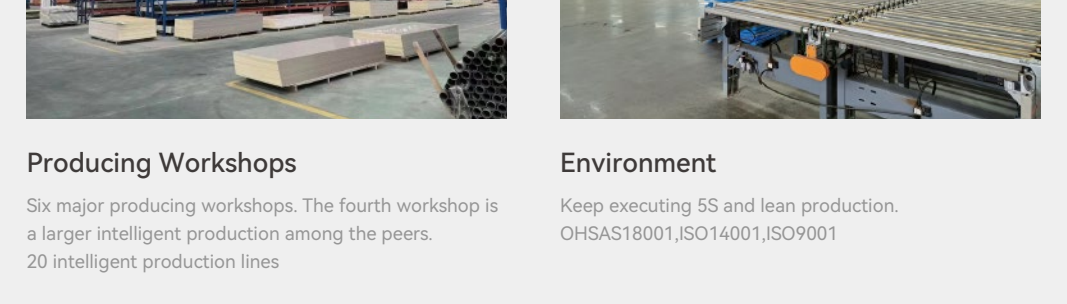 Producing Workshops
Six major producing workshops. The fourth workshop is
a larger intelligent production among the peers.
20 intelligent production lines
Environment
Keep executing 5S and lean production.
OHSAS18001,ISO14001,ISO9001